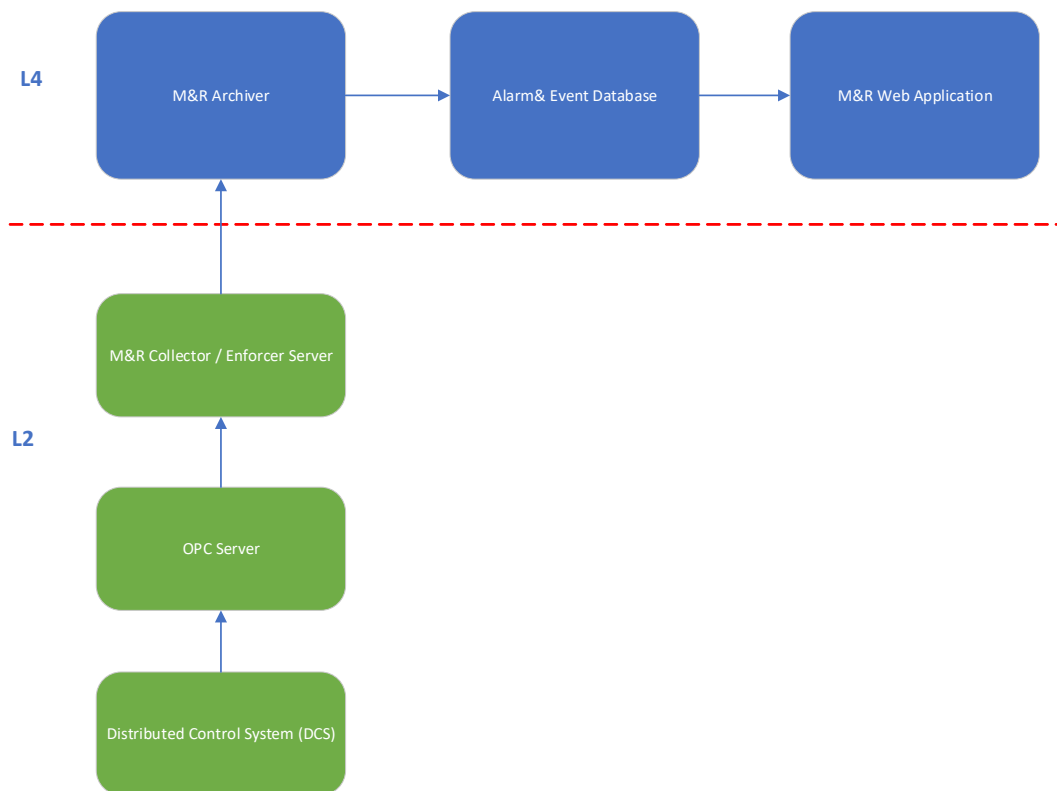 L4
M&R Archiver
Alarm& Event Database
M&R Web Application
M&R Collector / Enforcer Server
L2
OPC Server
Distributed Control System (DCS)